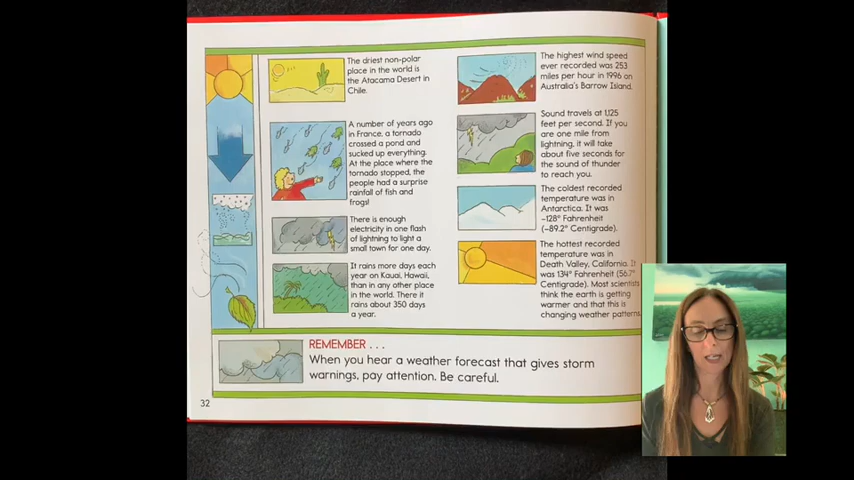 The driest non-polar
place in the world is
the Atacama Desert in
Chile.
A number of years ago
in France, a tornado
crossed a pond and
sucked up everything.
At the place where the
tornado stopped, the
people had a surprise
rainfall of fish and
frogs!
There is enough
electricity in one flash
of lightning to light a
small town for one day.
It rains more days each
year on Kauai, Hawaii,
than in any other place
in the world. There it
rains about 350 days
a year.
The highest wind speed
ever recorded was 253
miles per hour in 1996 on
Australia's Barrow Island.
Sound travels at 1,125
feet per second. If you
are one mile from
lightning, it will take
about five seconds for
the sound of thunder
to reach you.
The coldest recorded
temperature was in
Antarctica. It was
-128° Fahrenheit
(-89.2° Centigrade).
The hottest recorded
temperature was in
Death Valley, California. It
was 134° Fahrenheit (56.7°
Centigrade). Most scientists
think the earth is getting
warmer and that this is
changing weather patterns.
REMEMBER . . .
When you hear a weather forecast that gives storm
warnings, pay attention. Be careful.
32